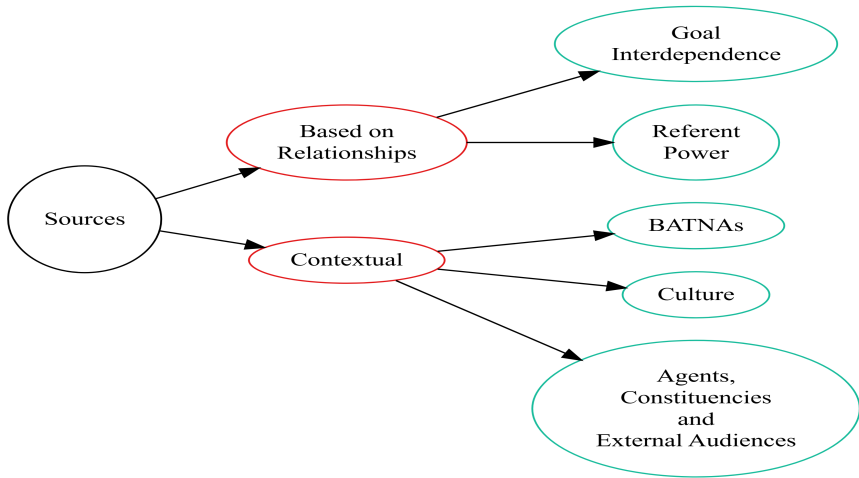 Sources
Based on
Relationships
Contextual
Goal
Interdependence
Referent
Power
BATNAs
Culture
Agents,
Constituencies
and
External Audiences